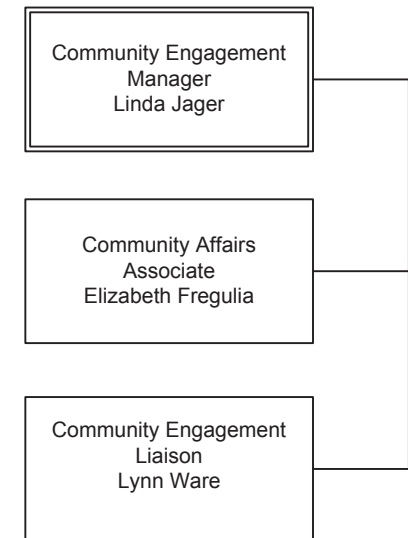 Community Engagement
Manager
Linda Jager
Community Affairs
Associate
Elizabeth Fregulia
Community Engagement
Liaison
Lynn Ware